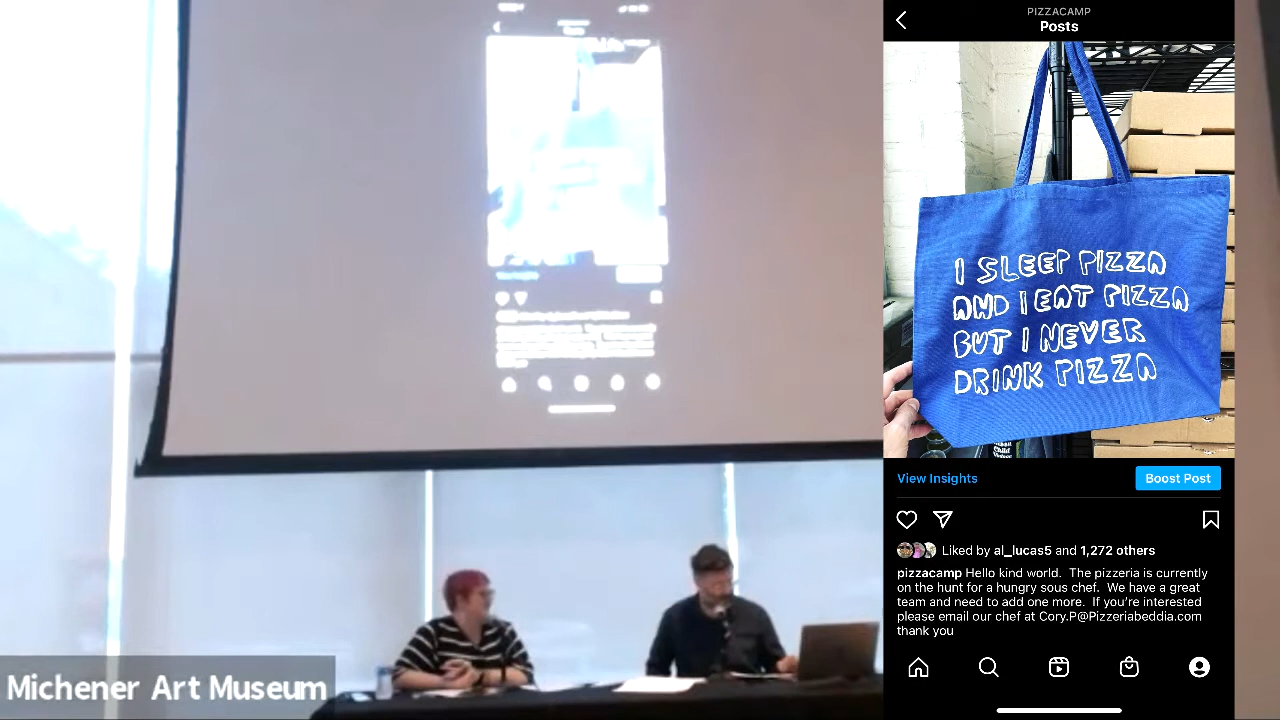 PIZZACAMP
Posts
I SLEEP PIZZA
AND I EAT PIZZA
BUT I NEVER
DRINK PIZZA
View Insights
Boost Post
Liked by al_lucas5 and 1,272 others
pizzacamp Hello kind world. The pizzeria is currently
on the hunt for a hungry sous chef. We have a great
team and need to add one more. If you're interested
please email our chef at Cory.P@Pizzeriabeddia.com
thank you
Michener Art Museum